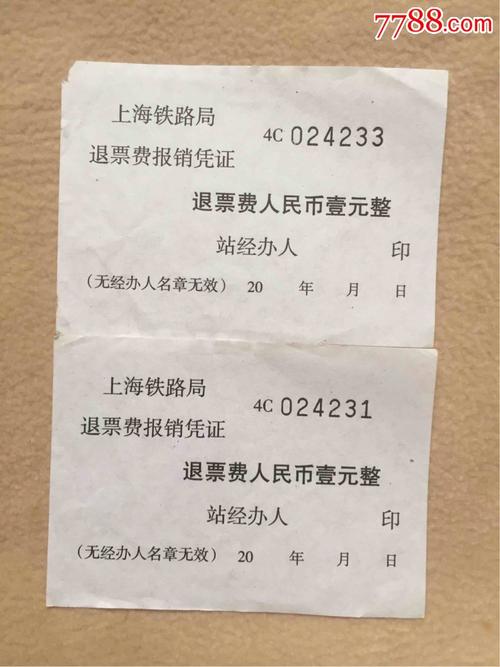 7788.com
上海铁路局
4C 024233
退票费报销凭证
退票费人民币壹元整
站经办人 印
(无经办人名章无效) 20 年 月 日
上海铁路局
4C 024231
退票费报销凭证
退票费人民币壹元整
站经办人 印
(无经办人名章无效) 20 年 月 日